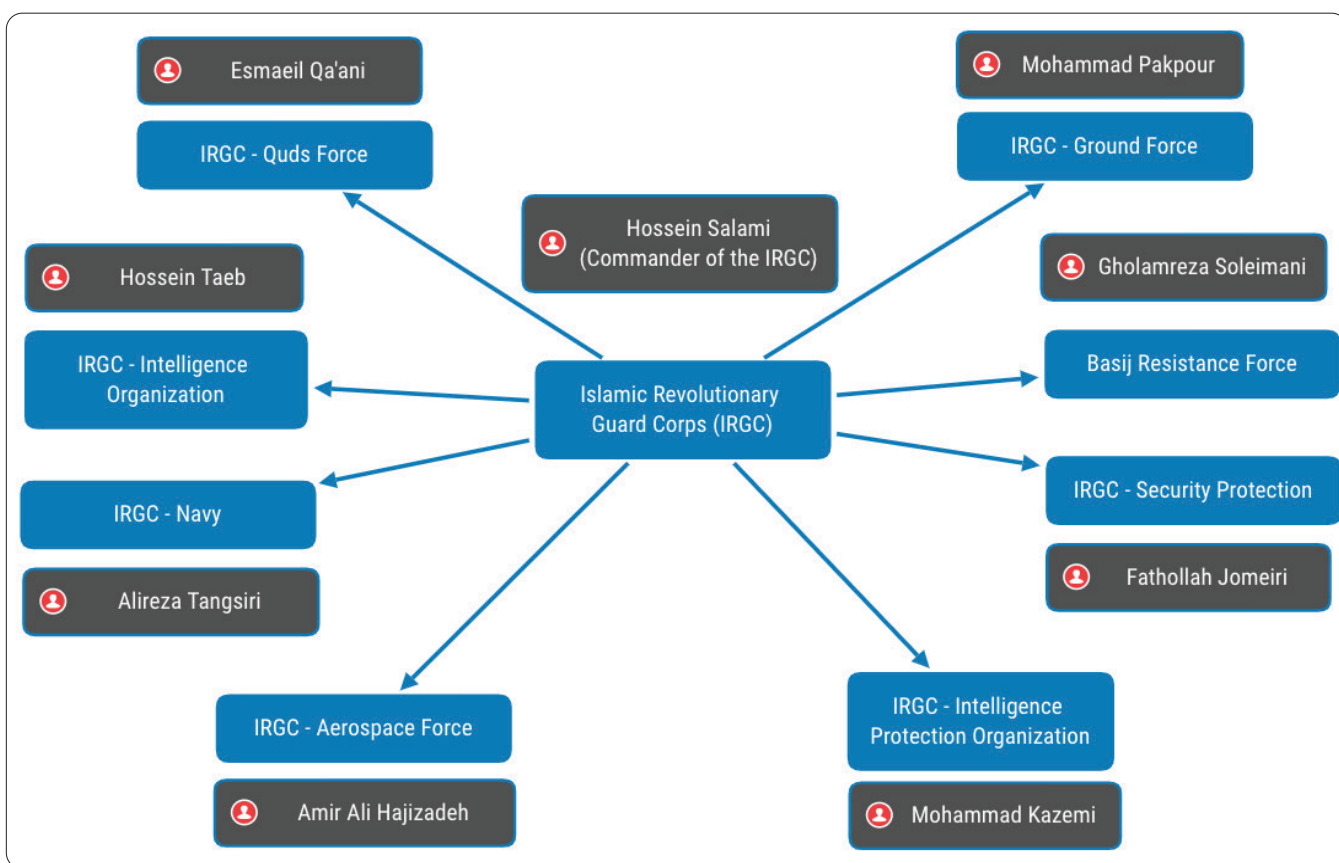 Esmaeil Qa'ani
IRGC - Quds Force
Mohammad Pakpour
IRGC - Ground Force
Hossein Salami
(Commander of the IRGC)
Hossein Taeb
IRGC - Intelligence
Organization
Gholamreza Soleimani
Basij Resistance Force
Islamic Revolutionary
Guard Corps (IRGC)
IRGC - Navy
Alireza Tangsiri
IRGC - Security Protection
Fathollah Jomeiri
IRGC - Aerospace Force
Amir Ali Hajizadeh
IRGC - Intelligence
Protection Organization
Mohammad Kazemi